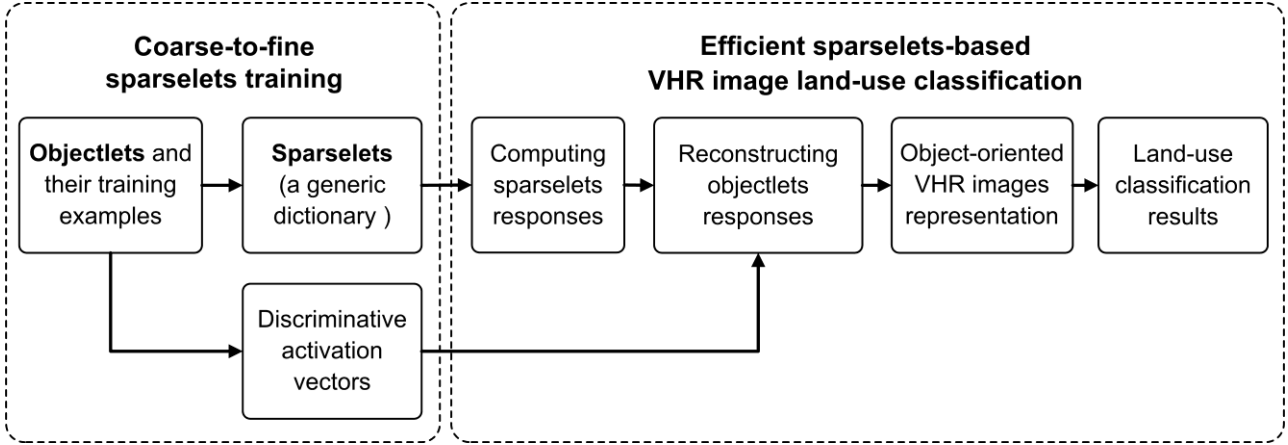 Coarse-to-fine
sparselets training
Efficient sparselets-based
VHR image land-use classification
Objectlets and
their training
examples
Sparselets
(a generic
dictionary )
Computing
sparselets
responses
Reconstructing
objectlets
responses
Object-oriented
VHR images
representation
Land-use
classification
results
Discriminative
activation
vectors